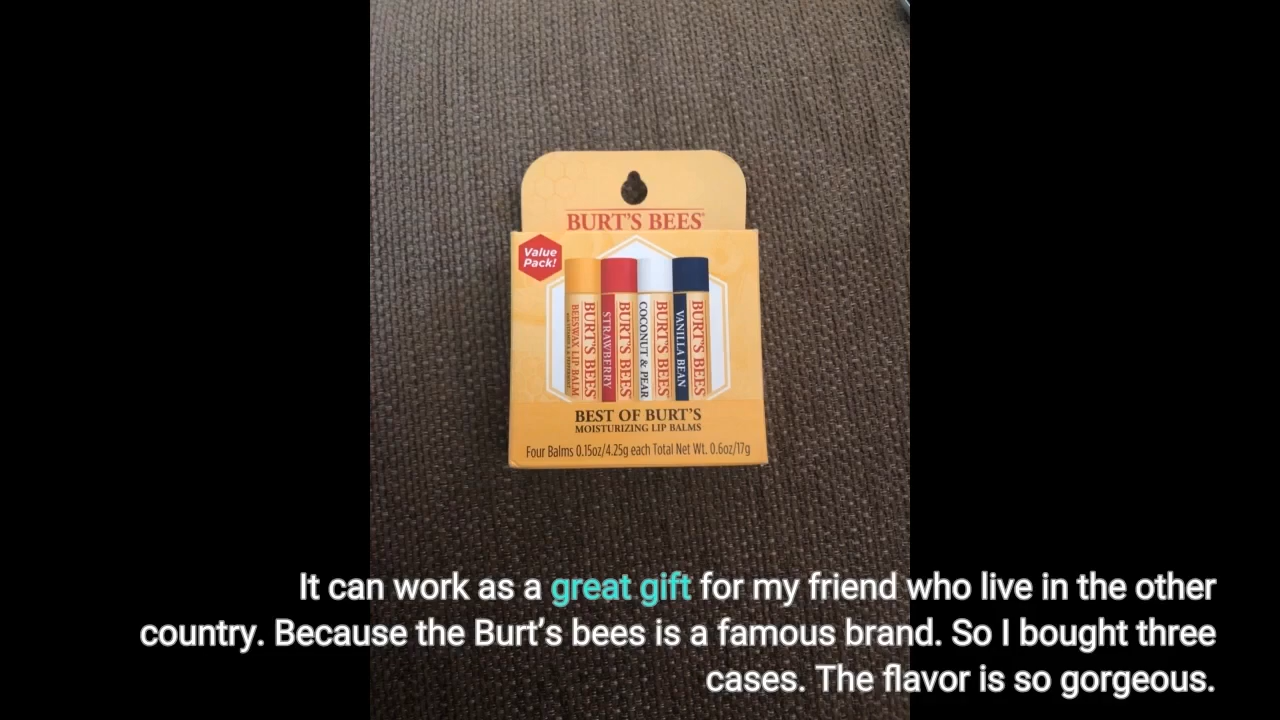 BURT'S BEES®
Value
Pack!
BURT'S BEES
BEESWAX LIP BALM
BURT'S BEES
STRAWBERRY
BURT'S BEES
COCONUT & PEAR
BURT'S BEES
VANILLA BEAN
BEST OF BURT'S
MOISTURIZING LIP BALMS
Four Balms 0.15oz/4.25g each Total Net Wt. 0.6oz/17g
It can work as a great gift for my friend who live in the other
country. Because the Burt’s bees is a famous brand. So I bought three
cases. The flavor is so gorgeous.